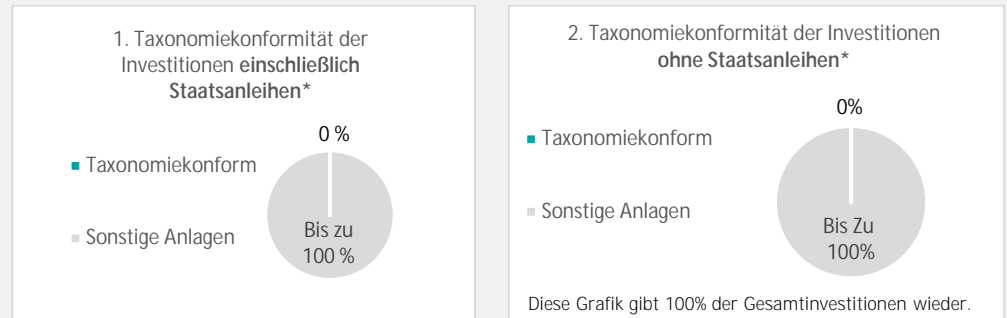 1. Taxonomiekonformität der
Investitionen einschließlich
Staatsanleihen*
0 %
Taxonomiekonform
Sonstige Anlagen
Bis zu
100 %
2. Taxonomiekonformität der Investitionen
ohne Staatsanleihen*
0%
Taxonomiekonform
Sonstige Anlagen
Bis Zu
100%
Diese Grafik gibt 100% der Gesamtinvestitionen wieder.